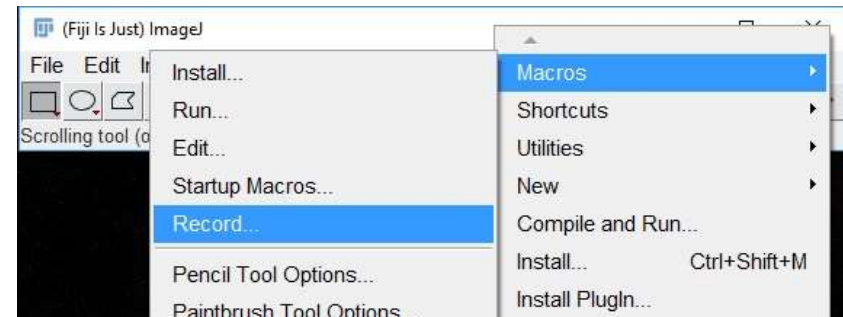 (Fiji Is Just) ImageJ
File Edit
Scrolling tool
Install...
Run...
Edit...
Startup Macros...
Record...
Pencil Tool Options...
Paintbrush Tool Options...
Macros
Shortcuts
Utilities
New
Compile and Run...
Install... Ctrl+Shift+M
Install PlugIn...